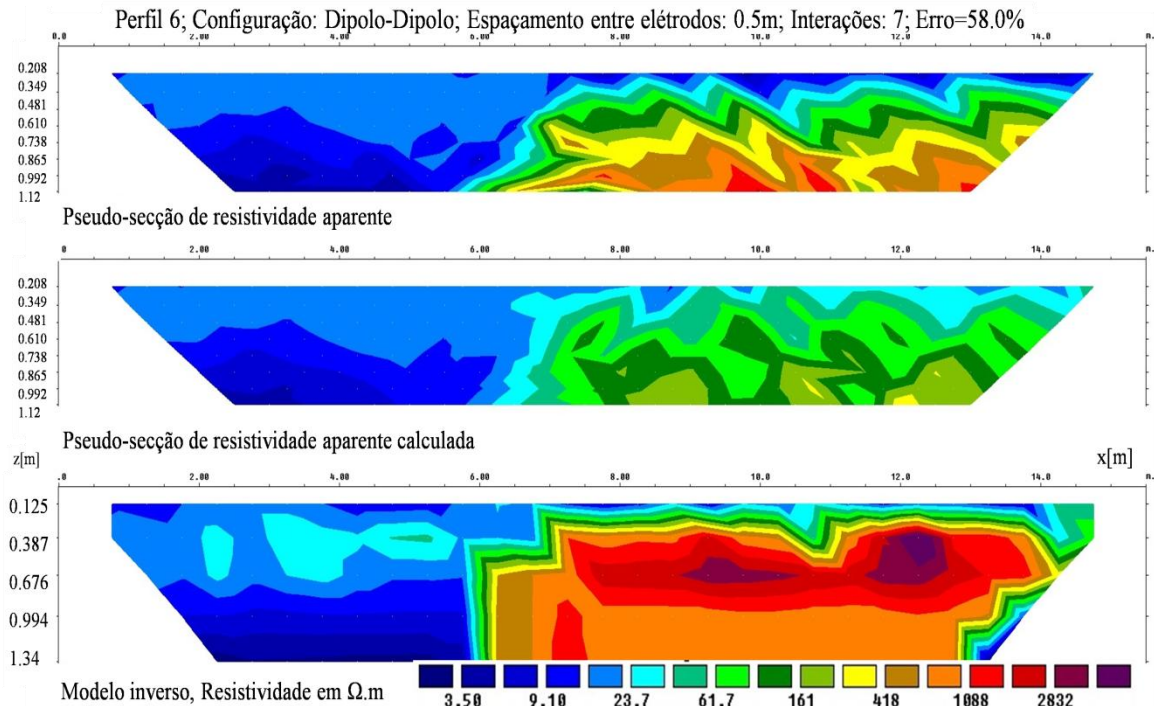 Perfil 6; Configuração: Dipolo-Dipolo; Espaçamento entre elétrodos: 0.5m; Interações: 7; Erro=58.0%
.0 2.00 4.00 6.00 8.00 10.0 12.0 14.0 m.
0.208
0.349
0.481
0.610
0.738
0.865
0.992
1.12
Pseudo-secção de resistividade aparente
.0 2.00 4.00 6.00 8.00 10.0 12.0 14.0 m.
0.208
0.349
0.481
0.610
0.738
0.865
0.992
1.12
Pseudo-secção de resistividade aparente calculada
z[m] x[m]
.0 2.00 4.00 6.00 8.00 10.0 12.0 14.0
0.125
0.387
0.676
0.994
1.34
Modelo inverso, Resistividade em Ω.m
3.50 9.10 23.7 61.7 161 418 1088 2832